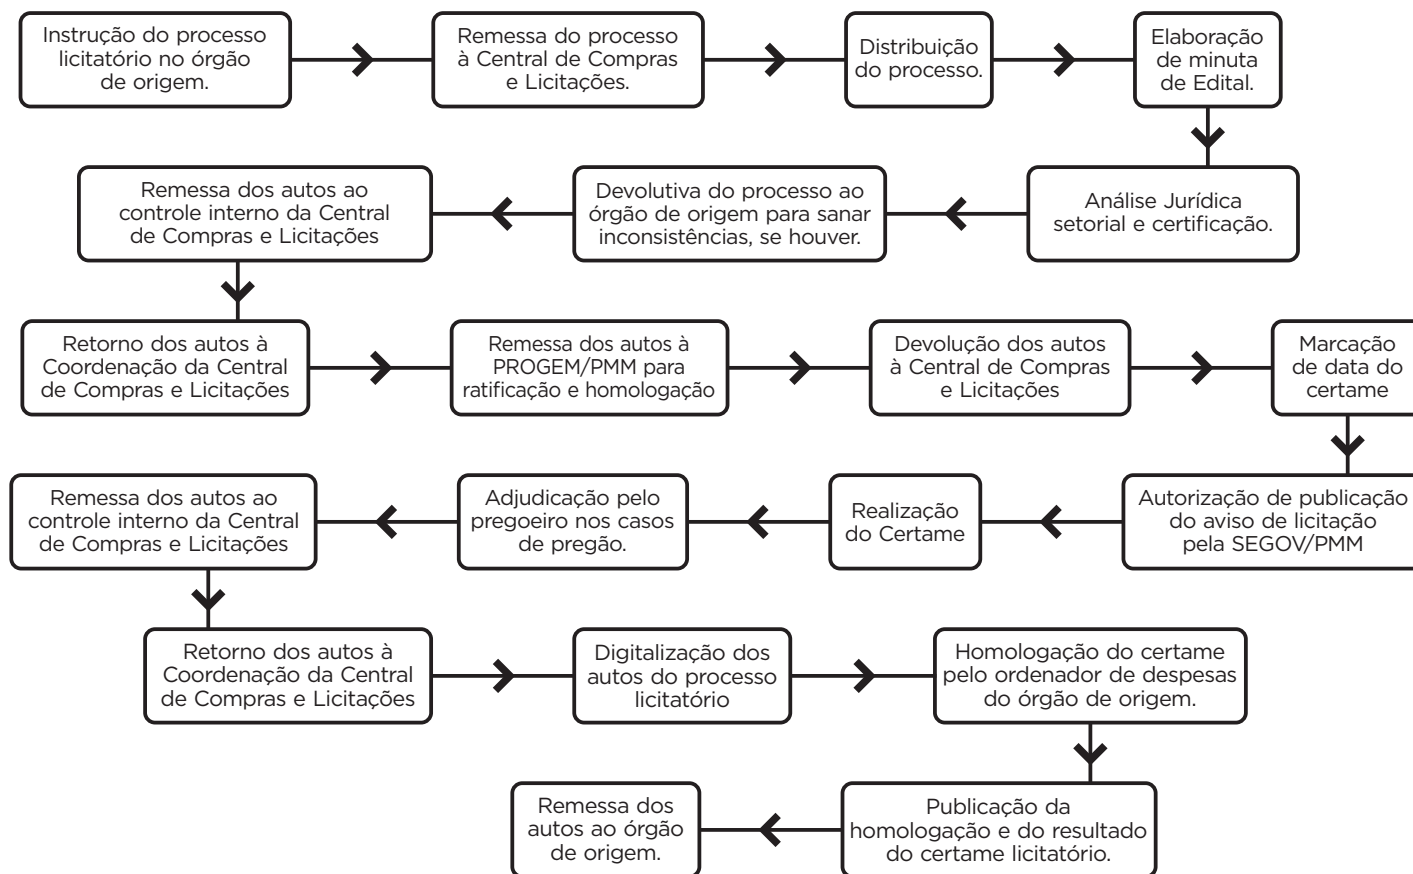 Instrução do processo
licitatório no órgão
de origem.
Remessa do processo
à Central de Compras
e Licitações.
Distribuição
do processo.
Elaboração
de minuta
de Edital.
Análise Jurídica
setorial e certificação.
Devolutiva do processo ao
órgão de origem para sanar
inconsistências, se houver.
Remessa dos autos ao
controle interno da Central
de Compras e Licitações
Retorno dos autos à
Coordenação da Central
de Compras e Licitações
Remessa dos autos à
PROGEM/PMM para
ratificação e homologação
Devolução dos autos
à Central de Compras
e Licitações
Marcação
de data do
certame
Autorização de publicação
do aviso de licitação
pela SEGOV/PMM
Realização
do Certame
Adjudicação pelo
pregoeiro nos casos
de pregão.
Remessa dos autos ao
controle interno da Central
de Compras e Licitações
Retorno dos autos à
Coordenação da Central
de Compras e Licitações
Digitalização dos
autos do processo
licitatório
Homologação do certame
pelo ordenador de despesas
do órgão de origem.
Publicação da
homologação e do resultado
do certame licitatório.
Remessa dos
autos ao órgão
de origem.